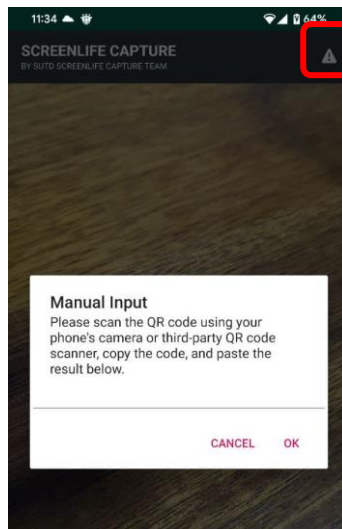 11:34 64%
SCREENLIFE CAPTURE
BY SUTD SCREENLIFE CAPTURE TEAM
Manual Input
Please scan the QR code using your
phone's camera or third-party QR code
scanner, copy the code, and paste the
result below.
CANCEL OK